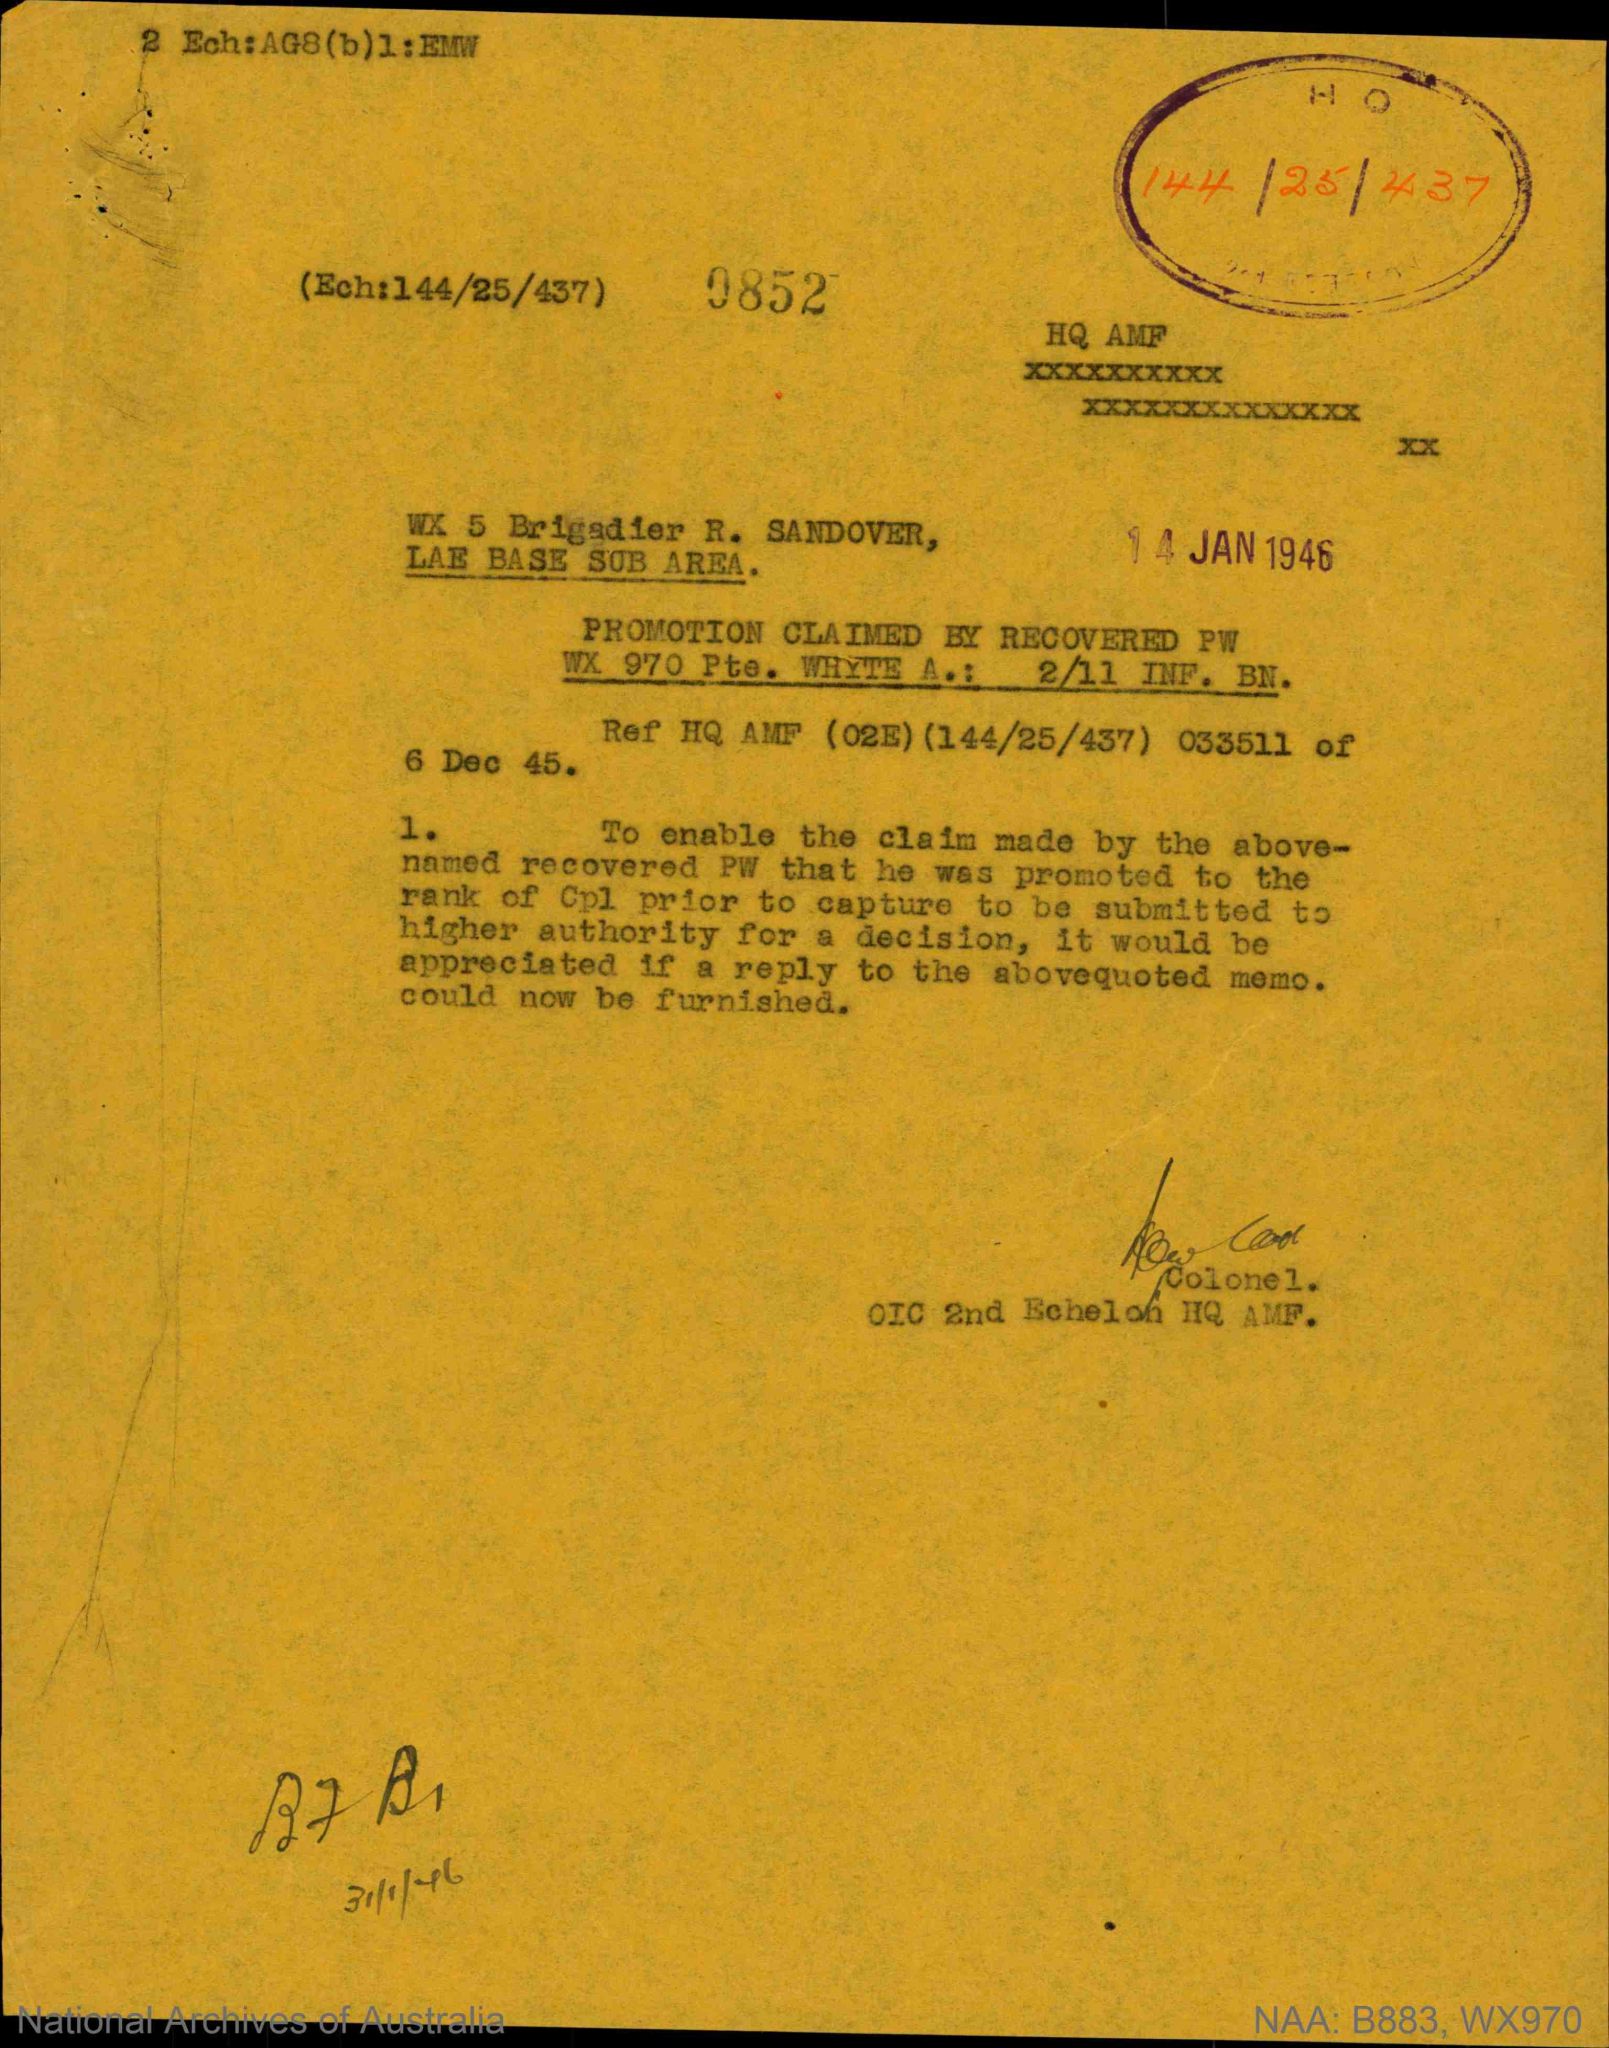 2 Ech:AG8(b)1:EMW
H Q
144/25/437
(Ech:144/25/437) 9852
HQ AMF
xxxxxxxxxx
xxxxxxxxxxxxxx
xx
WX 5 Brigadier R. SANDOVER,
LAE BASE SUB AREA.
14 JAN 1946
PROMOTION CLAIMED BY RECOVERED PW
WX 970 Pte. WHYTE A.: 2/11 INF. BN.
Ref HQ AMF (02E)(144/25/437) 033511 of
6 Dec 45.
1. To enable the claim made by the above-
named recovered PW that he was promoted to the
rank of Cpl prior to capture to be submitted to
higher authority for a decision, it would be
appreciated if a reply to the abovequoted memo.
could now be furnished.
Colonel.
OIC 2nd Echelon HQ AMF.
31/1/46
National Archives of Australia
NAA: B883, WX970